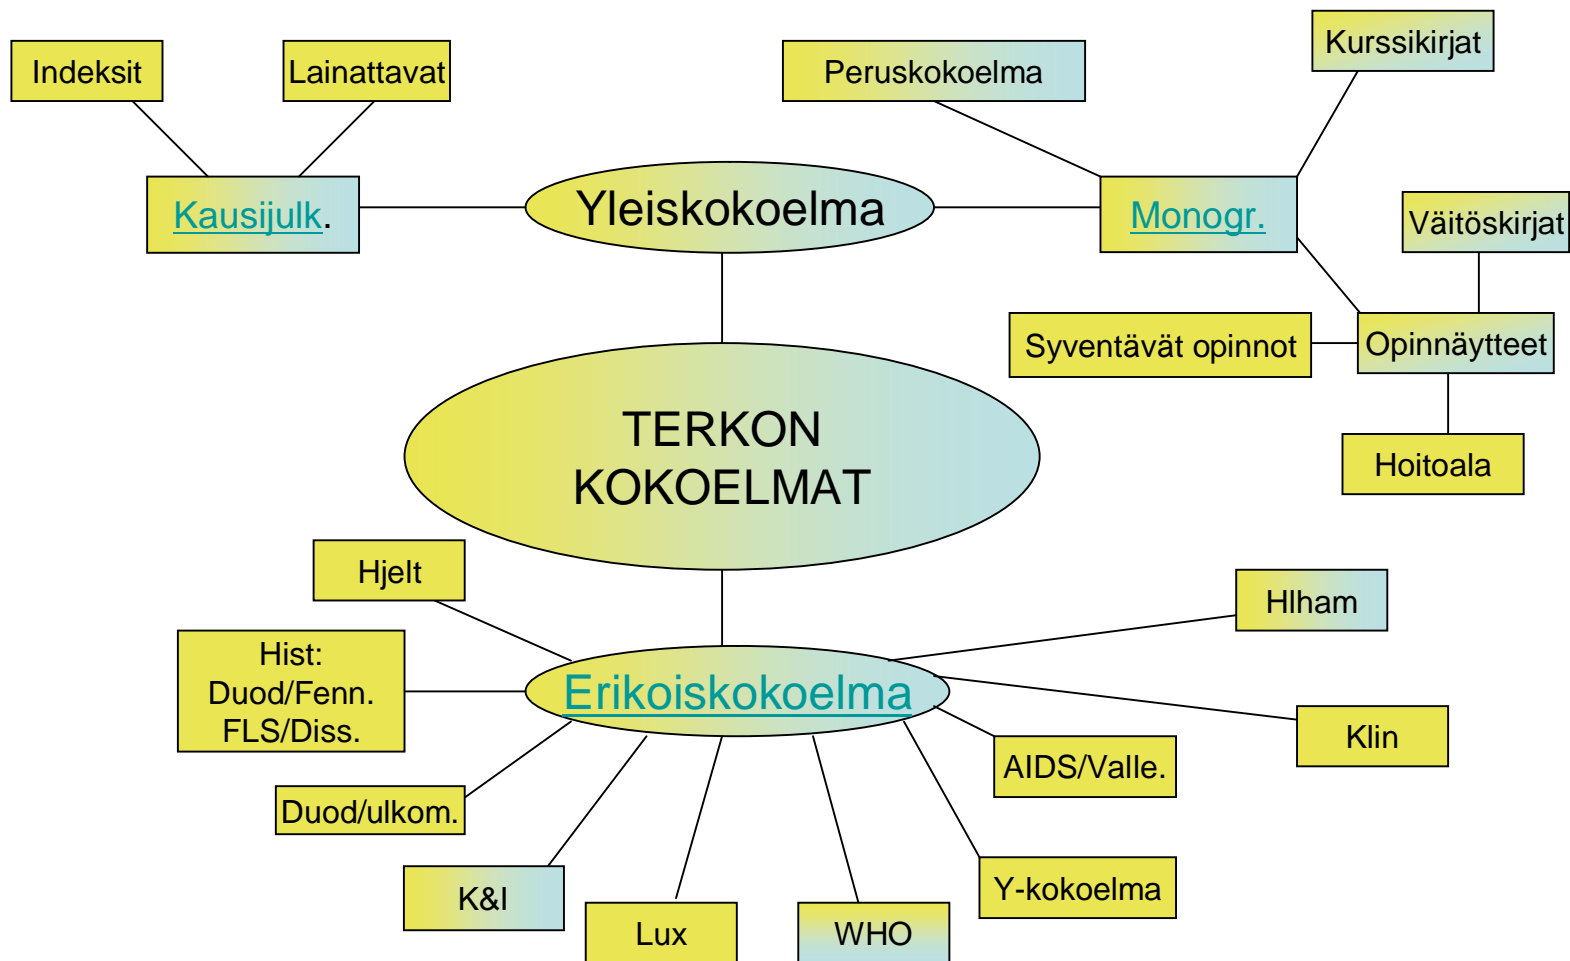 Kurssikirjat
Indeksit
Lainattavat
Peruskokoelma
Kausijulk.
Yleiskokoelma
Monogr.
Väitöskirjat
Syventävät opinnot
Opinnäytteet
TERKON
KOKOELMAT
Hoitoala
Hjelt
Hlham
Hist:
Duod/Fenn.
FLS/Diss.
Erikoiskokoelma
Klin
AIDS/Valle.
Duod/ulkom.
Y-kokoelma
K&I
Lux
WHO